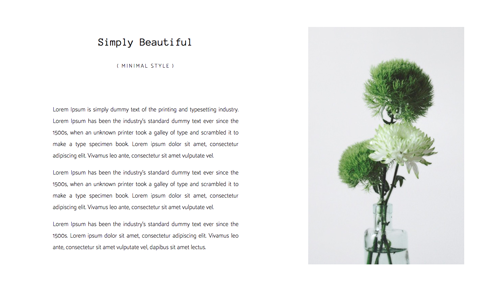 Simply Beautiful
( MINIMAL STYLE )
Lorem Ipsum is simply dummy text of the printing and typesetting industry.
Lorem Ipsum has been the industry's standard dummy text ever since the
1500s, when an unknown printer took a galley of type and scrambled it to
make a type specimen book. Lorem ipsum dolor sit amet, consectetur
adipiscing elit. Vivamus leo ante, consectetur sit amet vulputate vel.
Lorem Ipsum has been the industry's standard dummy text ever since the
1500s, when an unknown printer took a galley of type and scrambled it to
make a type specimen book. Lorem ipsum dolor sit amet, consectetur
adipiscing elit. Vivamus leo ante, consectetur sit amet vulputate vel.
Lorem Ipsum has been the industry's standard dummy text ever since the
1500s. Lorem ipsum dolor sit amet, consectetur adipiscing elit. Vivamus leo
ante, consectetur sit amet vulputate vel, dapibus sit amet lectus.